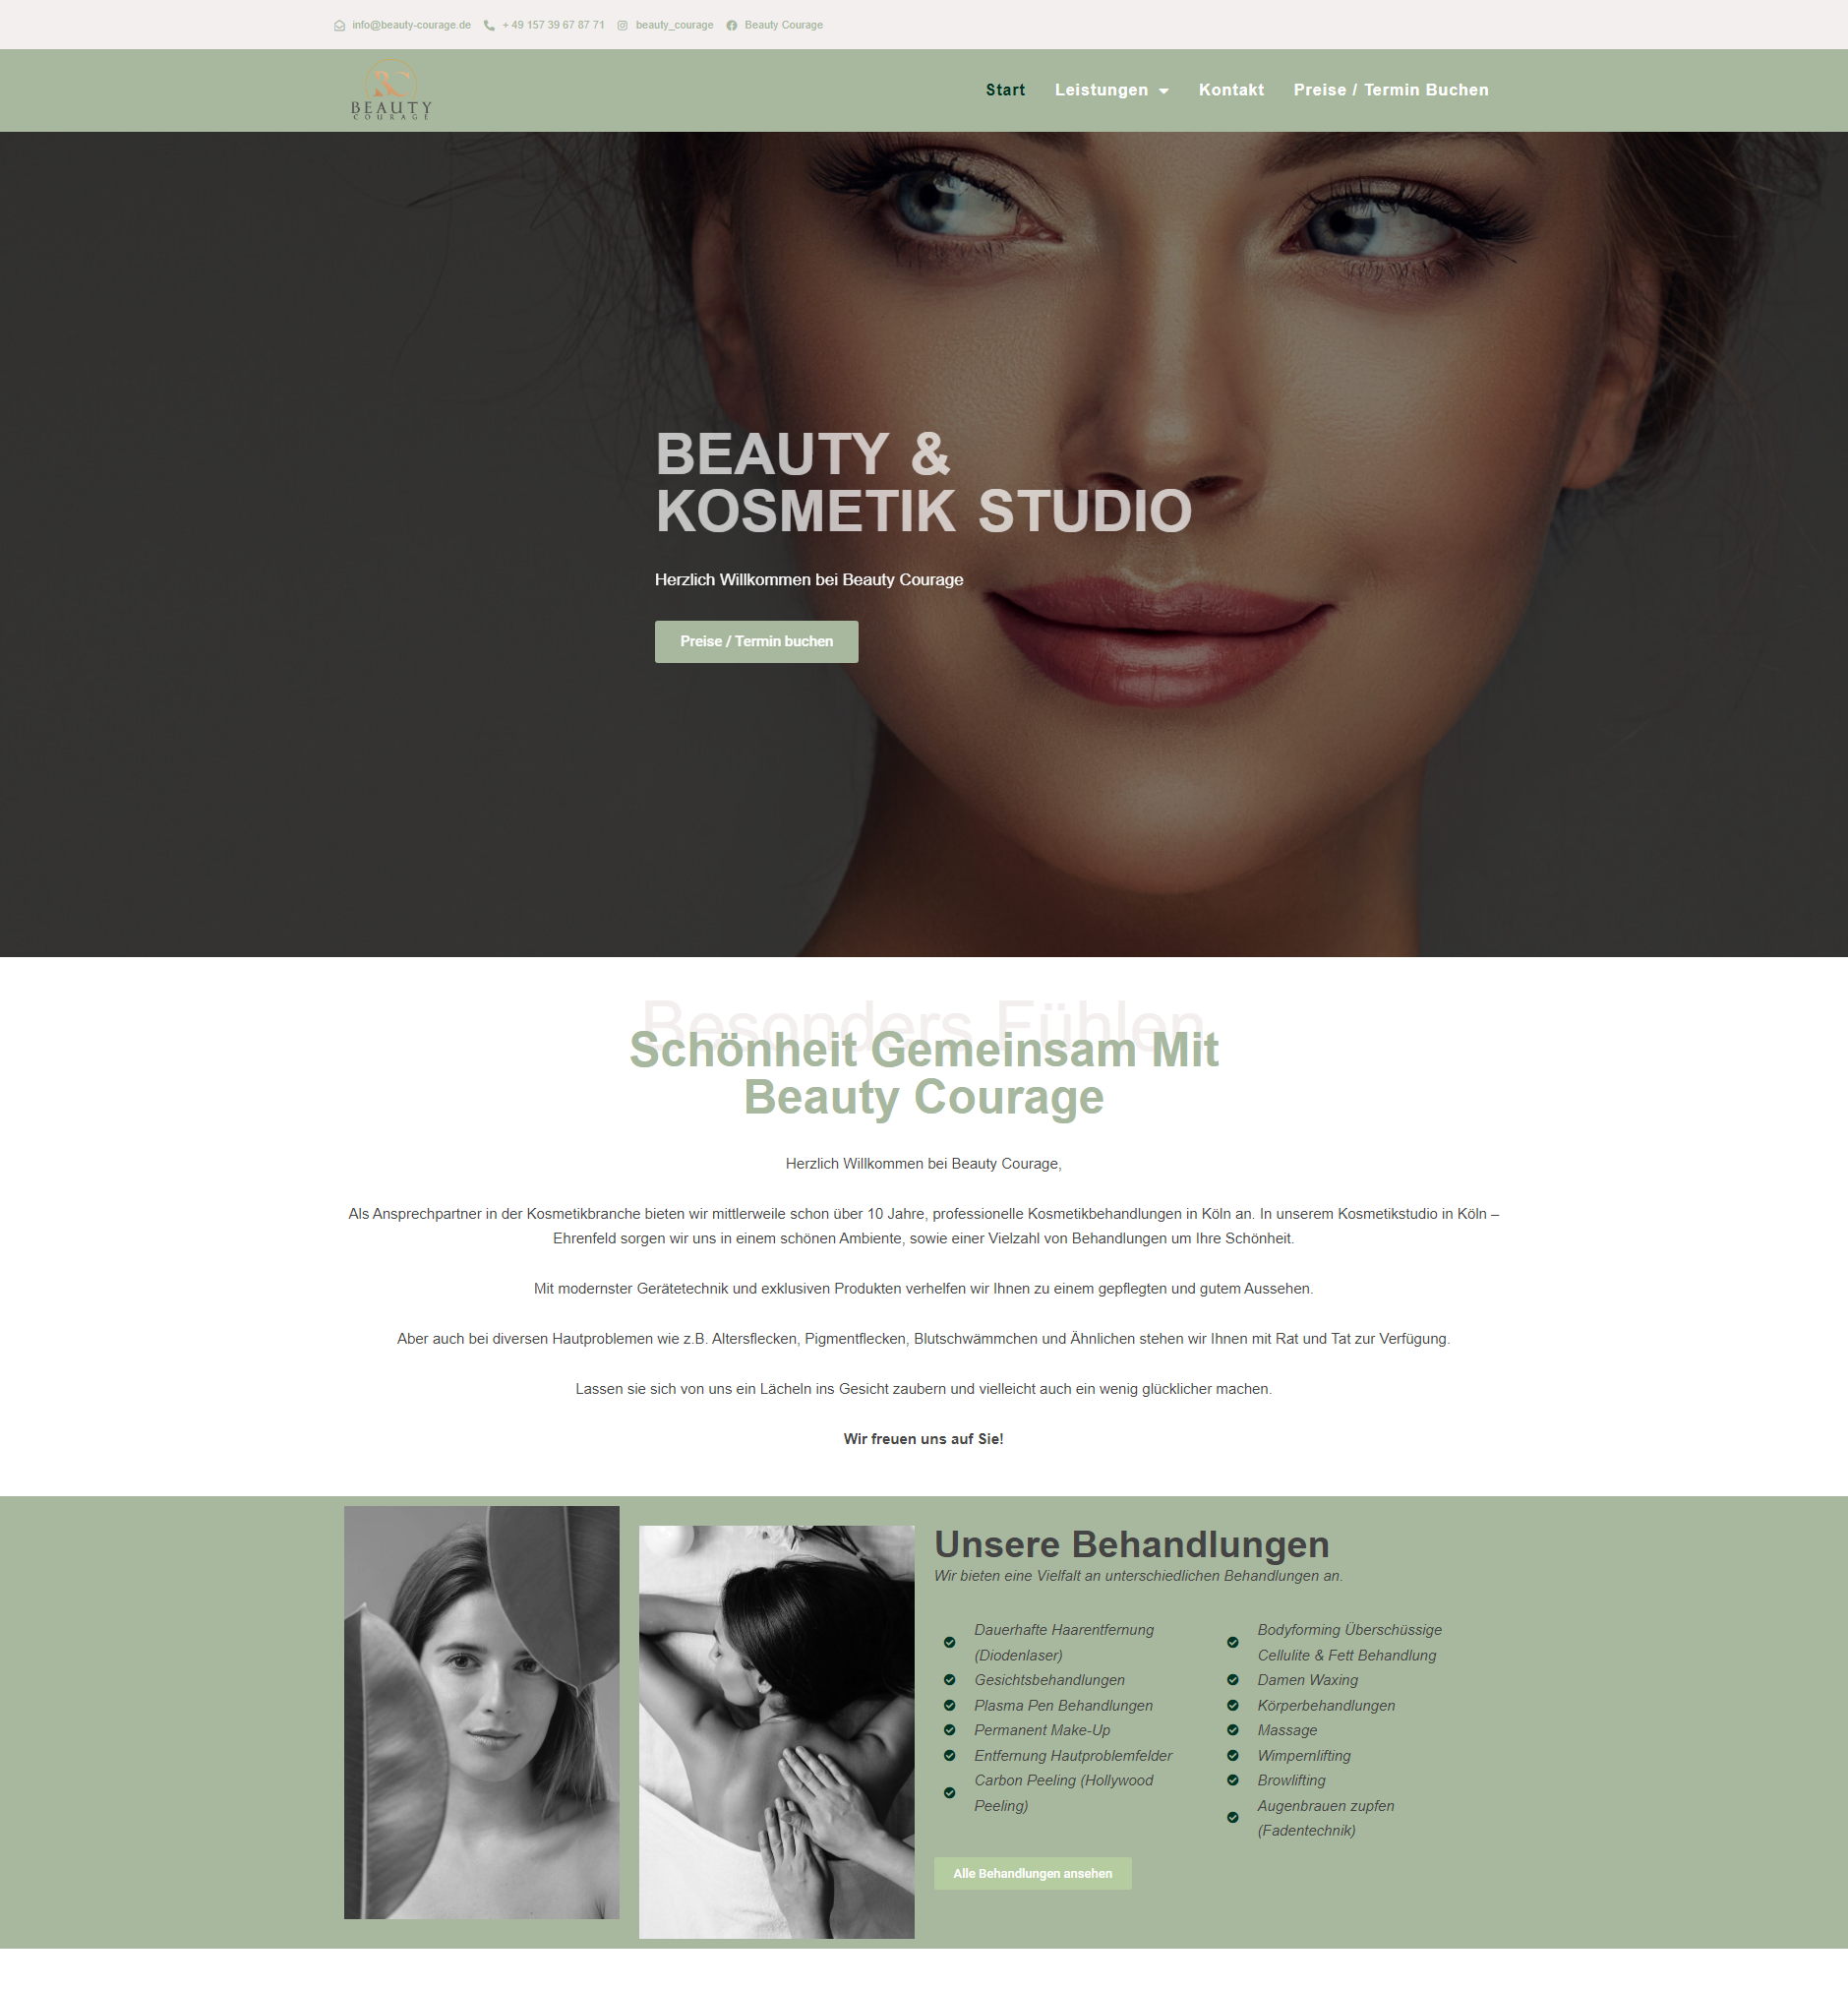 info@beauty-courage.de + 49 157 39 67 87 71 beauty_courage Beauty Courage
BC
BEAUTY
COURAGE
Start Leistungen Kontakt Preise / Termin Buchen
BEAUTY &
KOSMETIK STUDIO
Herzlich Willkommen bei Beauty Courage
Preise / Termin buchen
Besonders Fühlen
Schönheit Gemeinsam Mit
Beauty Courage
Herzlich Willkommen bei Beauty Courage,
Als Ansprechpartner in der Kosmetikbranche bieten wir mittlerweile schon über 10 Jahre, professionelle Kosmetikbehandlungen in Köln an. In unserem Kosmetikstudio in Köln –
Ehrenfeld sorgen wir uns in einem schönen Ambiente, sowie einer Vielzahl von Behandlungen um Ihre Schönheit.
Mit modernster Gerätetechnik und exklusiven Produkten verhelfen wir Ihnen zu einem gepflegten und gutem Aussehen.
Aber auch bei diversen Hautproblemen wie z.B. Altersflecken, Pigmentflecken, Blutschwämmchen und Ähnlichen stehen wir Ihnen mit Rat und Tat zur Verfügung.
Lassen sie sich von uns ein Lächeln ins Gesicht zaubern und vielleicht auch ein wenig glücklicher machen.
Wir freuen uns auf Sie!
Unsere Behandlungen
Wir bieten eine Vielfalt an unterschiedlichen Behandlungen an.
Dauerhafte Haarentfernung
(Diodenlaser)
Gesichtsbehandlungen
Plasma Pen Behandlungen
Permanent Make-Up
Entfernung Hautproblemfelder
Carbon Peeling (Hollywood
Peeling)
Bodyforming Überschüssige
Cellulite & Fett Behandlung
Damen Waxing
Körperbehandlungen
Massage
Wimpernlifting
Browlifting
Augenbrauen zupfen
(Fadentechnik)
Alle Behandlungen ansehen